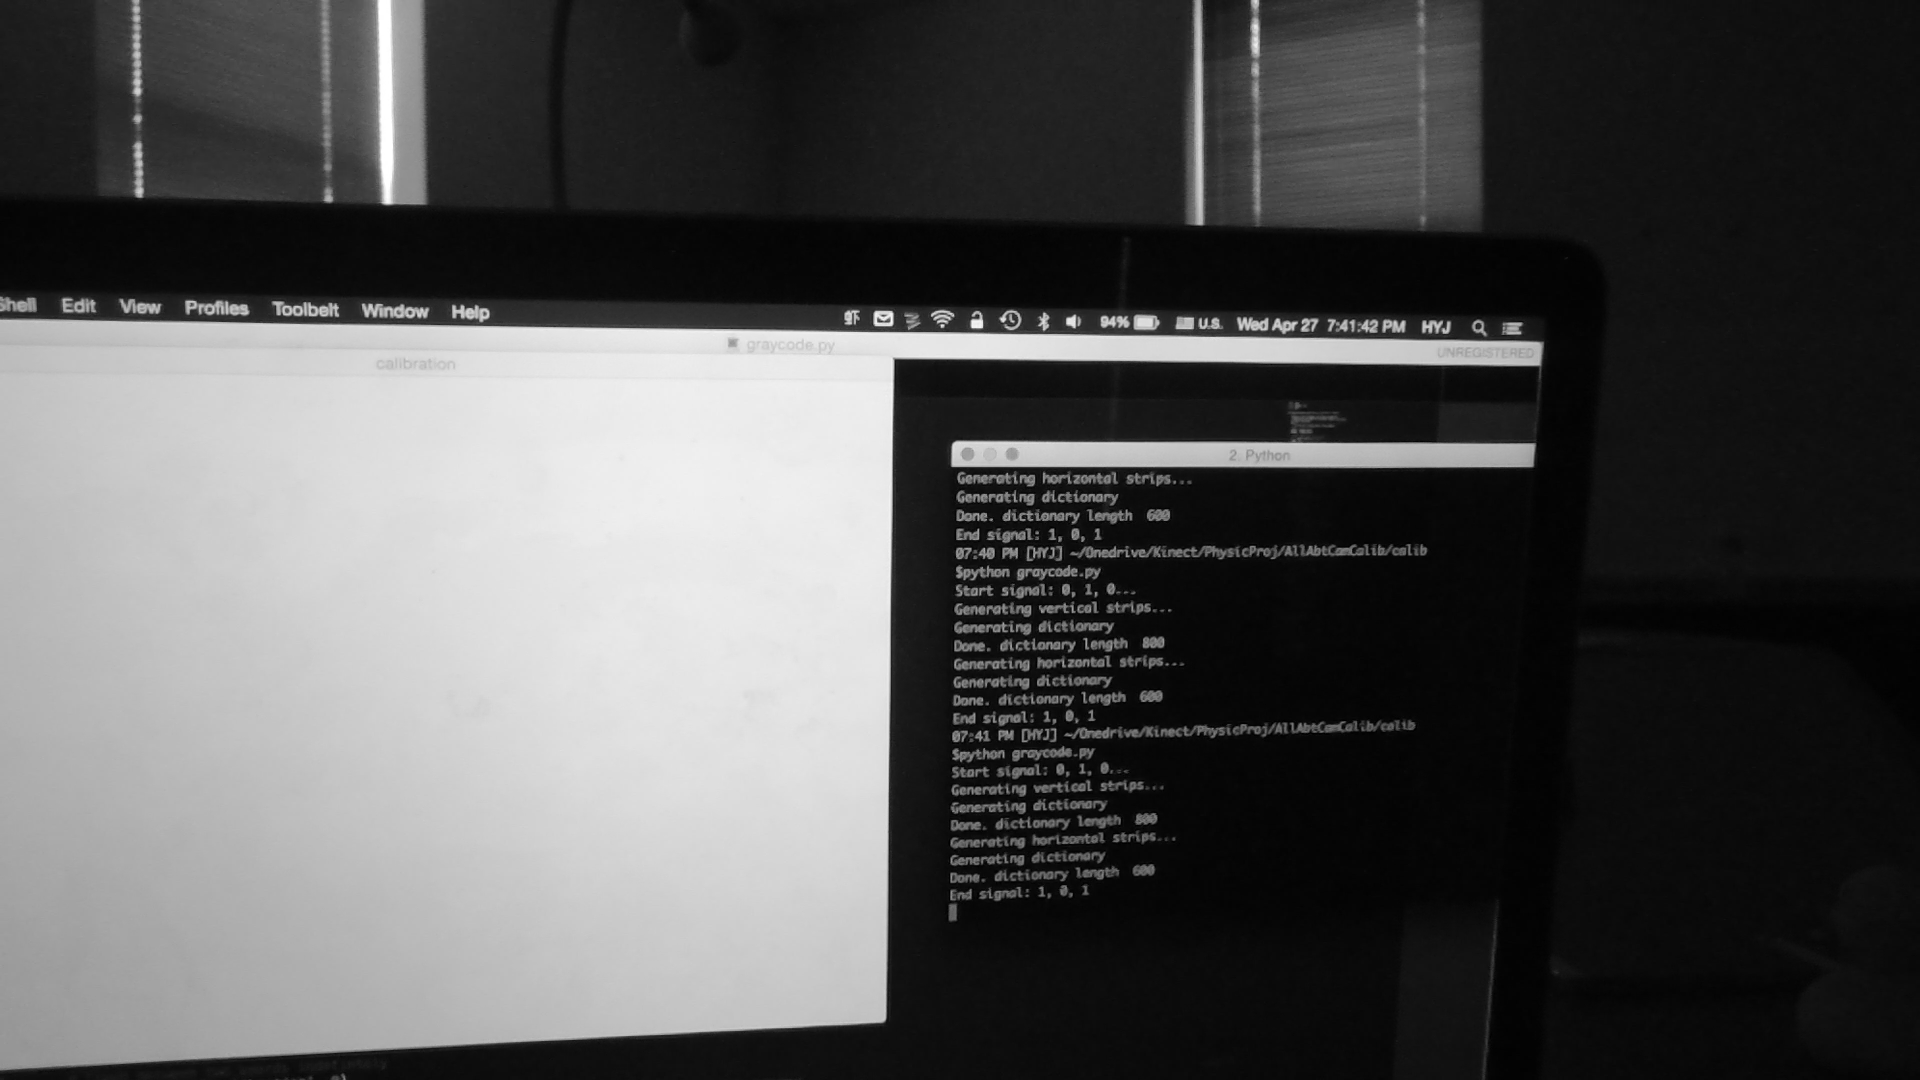 Shell Edit View Profiles Toolbelt Window Help
94% U.S. Wed Apr 27 7:41:42 PM HYJ
graycode.py
UNREGISTERED
calibration
2. Python
Generating horizontal strips...
Generating dictionary
Done. dictionary length 600
End signal: 1, 0, 1
07:40 PM [HYJ] ~/Onedrive/Kinect/PhysicProj/AllAbtCamCalib/calib
$python graycode.py
Start signal: 0, 1, 0...
Generating vertical strips...
Generating dictionary
Done. dictionary length 800
Generating horizontal strips...
Generating dictionary
Done. dictionary length 600
End signal: 1, 0, 1
07:41 PM [HYJ] ~/Onedrive/Kinect/PhysicProj/AllAbtCamCalib/calib
$python graycode.py
Start signal: 0, 1, 0...
Generating vertical strips...
Generating dictionary
Done. dictionary length 800
Generating horizontal strips...
Generating dictionary
Done. dictionary length 600
End signal: 1, 0, 1